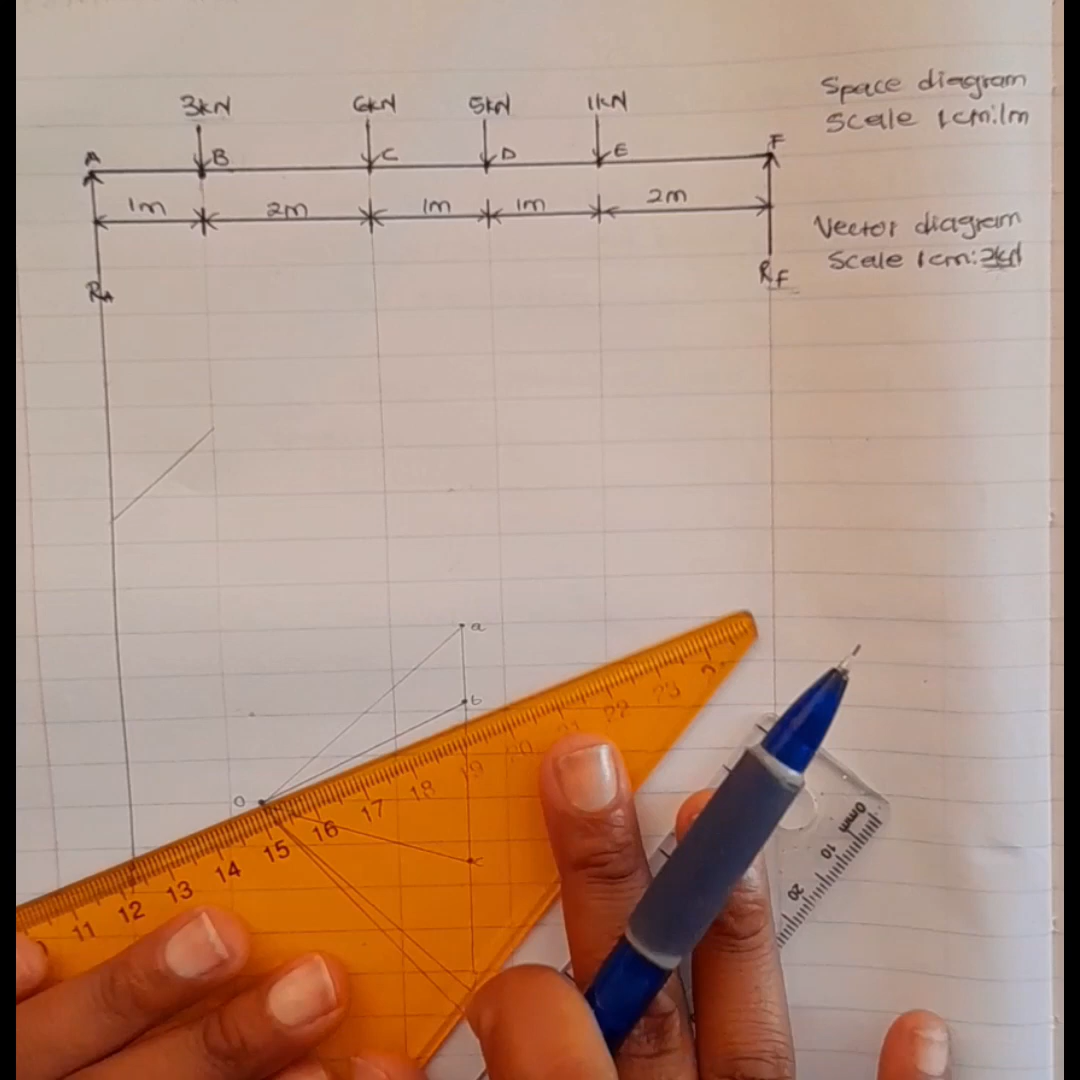 3kN 6kN 5kN 1kN
Space diagram
Scale 1cm:1m
A B C D E F
1m 2m 1m 1m 2m
Vector diagram
Scale 1cm:2kN
RA RF
a
b
o
c
11 12 13 14 15 16 17 18 19 20 21 22 23
0mm 10 20